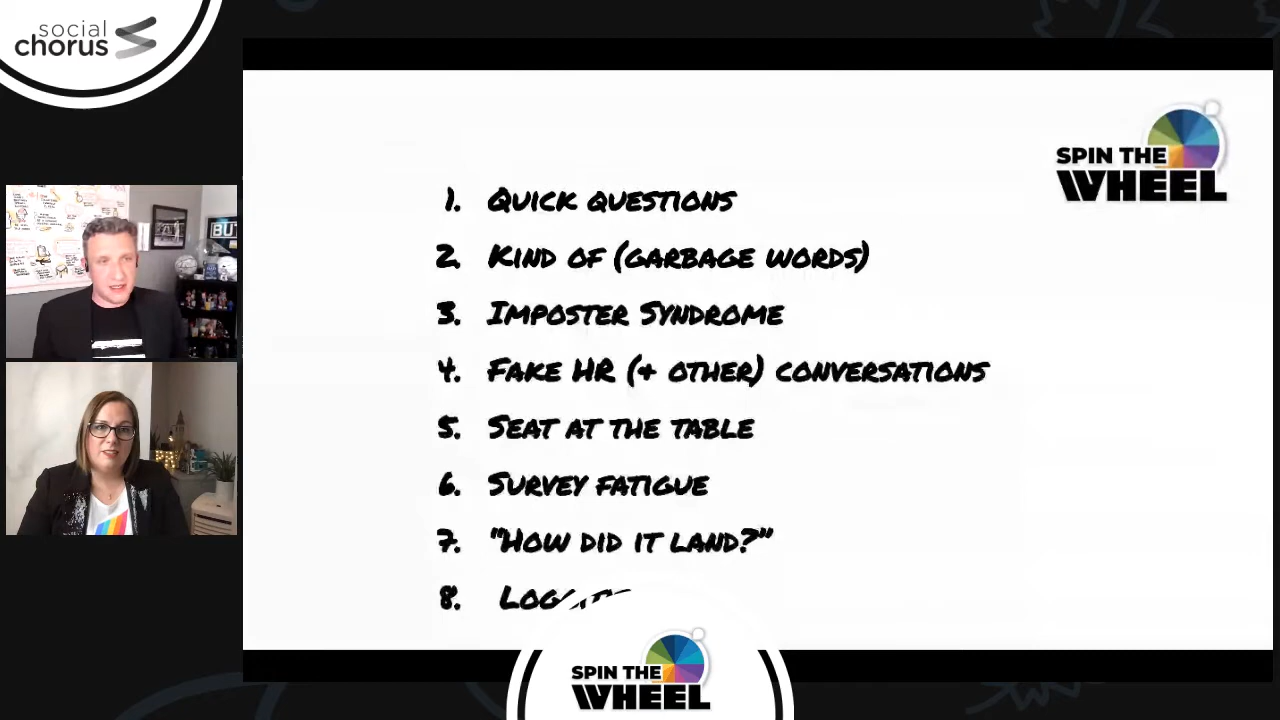 social
chorus
BU
SPIN THE
WHEEL
1. QUICK QUESTIONS
2. KIND OF (GARBAGE WORDS)
3. IMPOSTER SYNDROME
4. FAKE HR (+ OTHER) CONVERSATIONS
5. SEAT AT THE TABLE
6. SURVEY FATIGUE
7. "HOW DID IT LAND?"
8.
SPIN THE
WHEEL